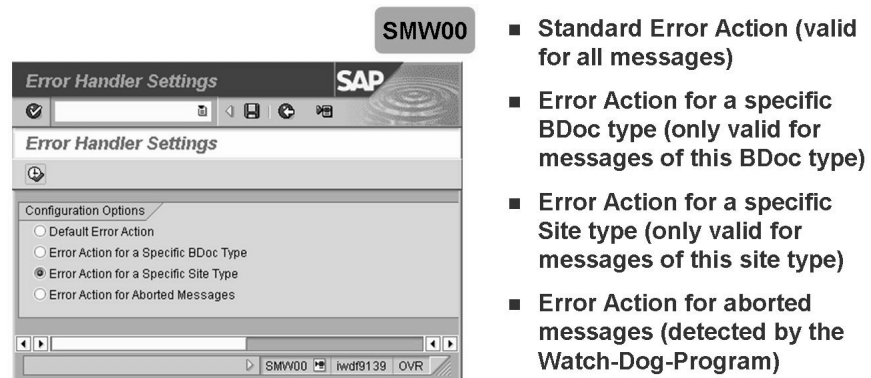 SMW00
Error Handler Settings
SAP
Error Handler Settings
Configuration Options
Default Error Action
Error Action for a Specific BDoc Type
Error Action for a Specific Site Type
Error Action for Aborted Messages
SMW00 iwdf9139 OVR
Standard Error Action (valid
for all messages)
Error Action for a specific
BDoc type (only valid for
messages of this BDoc type)
Error Action for a specific
Site type (only valid for
messages of this site type)
Error Action for aborted
messages (detected by the
Watch-Dog-Program)